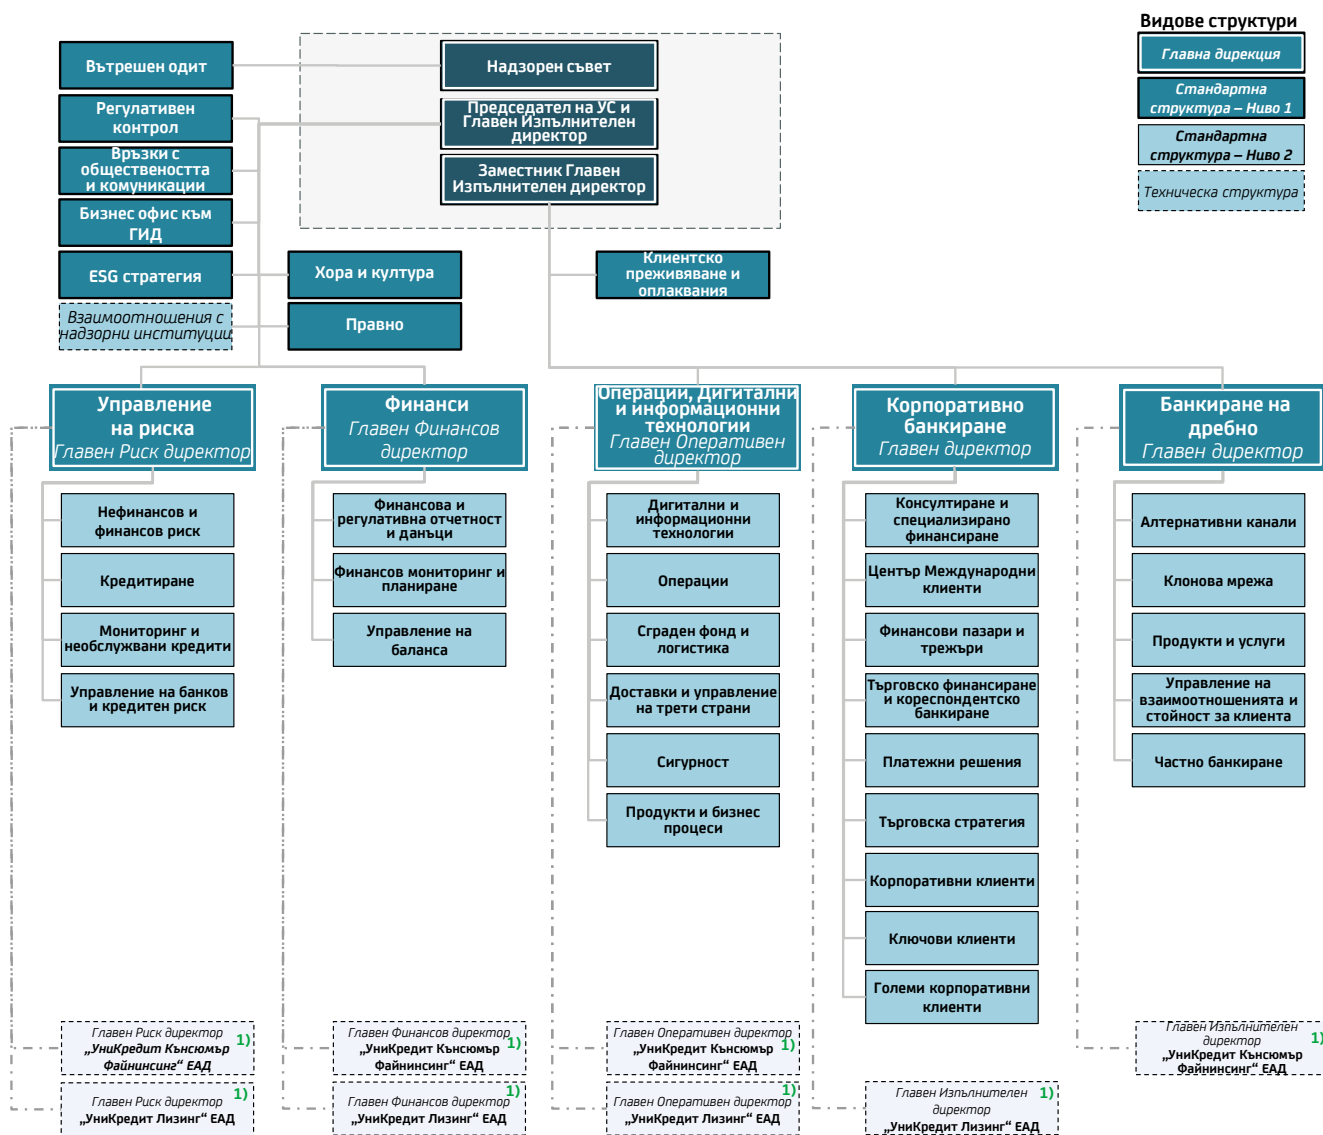 Видове структури
Главна дирекция
Стандартна
структура – Ниво 1
Стандартна
структура – Ниво 2
Техническа структура
Вътрешен одит
Регулативен
контрол
Връзки с
обществеността
и комуникации
Бизнес офис към
ГИД
ESG стратегия
Взаимоотношения с
надзорни институции
Надзорен съвет
Председател на УС и
Главен Изпълнителен
директор
Заместник Главен
Изпълнителен директор
Хора и култура
Правно
Клиентско
преживяване и
оплаквания
Управление
на риска
Главен Риск директор
Финанси
Главен Финансов
директор
Операции, Дигитални
и информационни
технологии
Главен Оперативен
директор
Корпоративно
банкиране
Главен директор
Банкиране на
дребно
Главен директор
Нефинансов и
финансов риск
Кредитиране
Мониторинг и
необслужвани кредити
Управление на банков
и кредитен риск
Финансова и
регулативна отчетност
и данъци
Финансов мониторинг и
планиране
Управление на
баланса
Дигитални и
информационни
технологии
Операции
Сграден фонд и
логистика
Доставки и управление
на трети страни
Сигурност
Продукти и бизнес
процеси
Консултиране и
специализирано
финансиране
Център Международни
клиенти
Финансови пазари и
трежъри
Търговско финансиране
и кореспондентско
банкиране
Платежни решения
Търговска стратегия
Корпоративни клиенти
Ключови клиенти
Големи корпоративни
клиенти
Алтернативни канали
Клонова мрежа
Продукти и услуги
Управление на
взаимоотношенията и
стойност за клиента
Частно банкиране
Главен Риск директор
„УниКредит Кънсюмър 1)
Файнинсинг“ ЕАД
Главен Риск директор 1)
„УниКредит Лизинг“ ЕАД
Главен Финансов директор
„УниКредит Кънсюмър 1)
Файнинсинг“ ЕАД
Главен Финансов директор 1)
„УниКредит Лизинг“ ЕАД
Главен Оперативен директор
„УниКредит Кънсюмър 1)
Файнинсинг“ ЕАД
Главен Оперативен директор 1)
„УниКредит Лизинг“ ЕАД
Главен Изпълнителен 1)
директор
„УниКредит Лизинг“ ЕАД
Главен Изпълнителен
директор 1)
„УниКредит Кънсюмър
Файнинсинг“ ЕАД